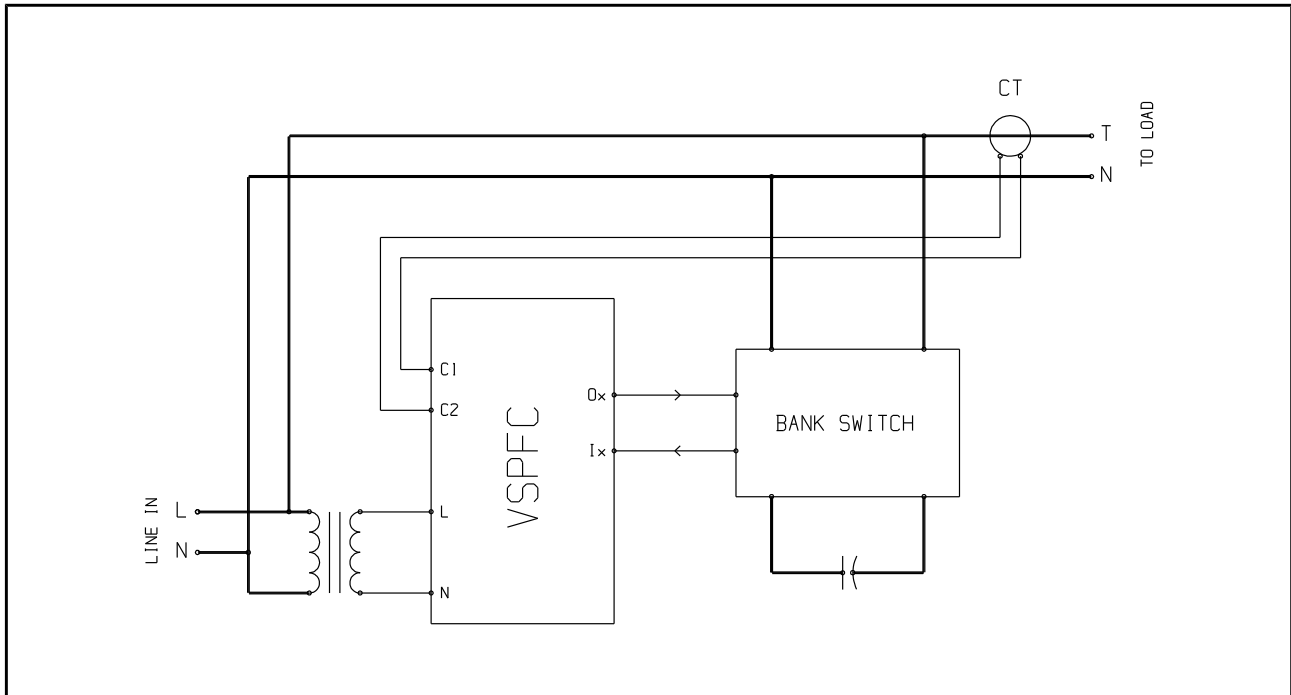 CT
T
N
TO LOAD
C1
C2
Ox
Ix
VSPFC
BANK SWITCH
LINE IN
L
N
L
N